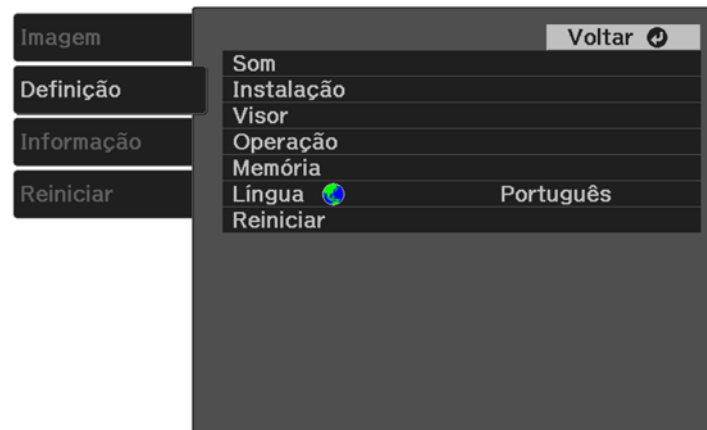 Imagem
Definição
Informação
Reiniciar
Voltar
Som
Instalação
Visor
Operação
Memória
Língua Português
Reiniciar